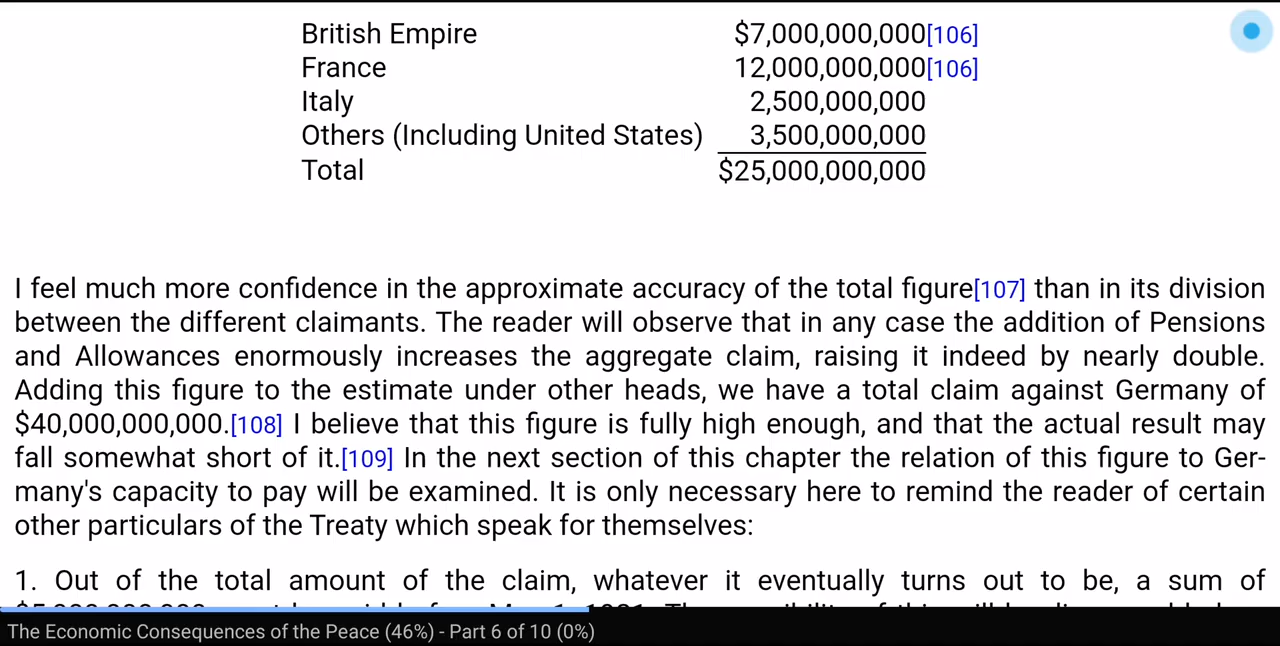 British Empire $7,000,000,000[106]
France 12,000,000,000[106]
Italy 2,500,000,000
Others (Including United States) 3,500,000,000
Total $25,000,000,000
I feel much more confidence in the approximate accuracy of the total figure[107] than in its division
between the different claimants. The reader will observe that in any case the addition of Pensions
and Allowances enormously increases the aggregate claim, raising it indeed by nearly double.
Adding this figure to the estimate under other heads, we have a total claim against Germany of
$40,000,000,000.[108] I believe that this figure is fully high enough, and that the actual result may
fall somewhat short of it.[109] In the next section of this chapter the relation of this figure to Ger-
many's capacity to pay will be examined. It is only necessary here to remind the reader of certain
other particulars of the Treaty which speak for themselves:
1. Out of the total amount of the claim, whatever it eventually turns out to be, a sum of
The Economic Consequences of the Peace (46%) - Part 6 of 10 (0%)